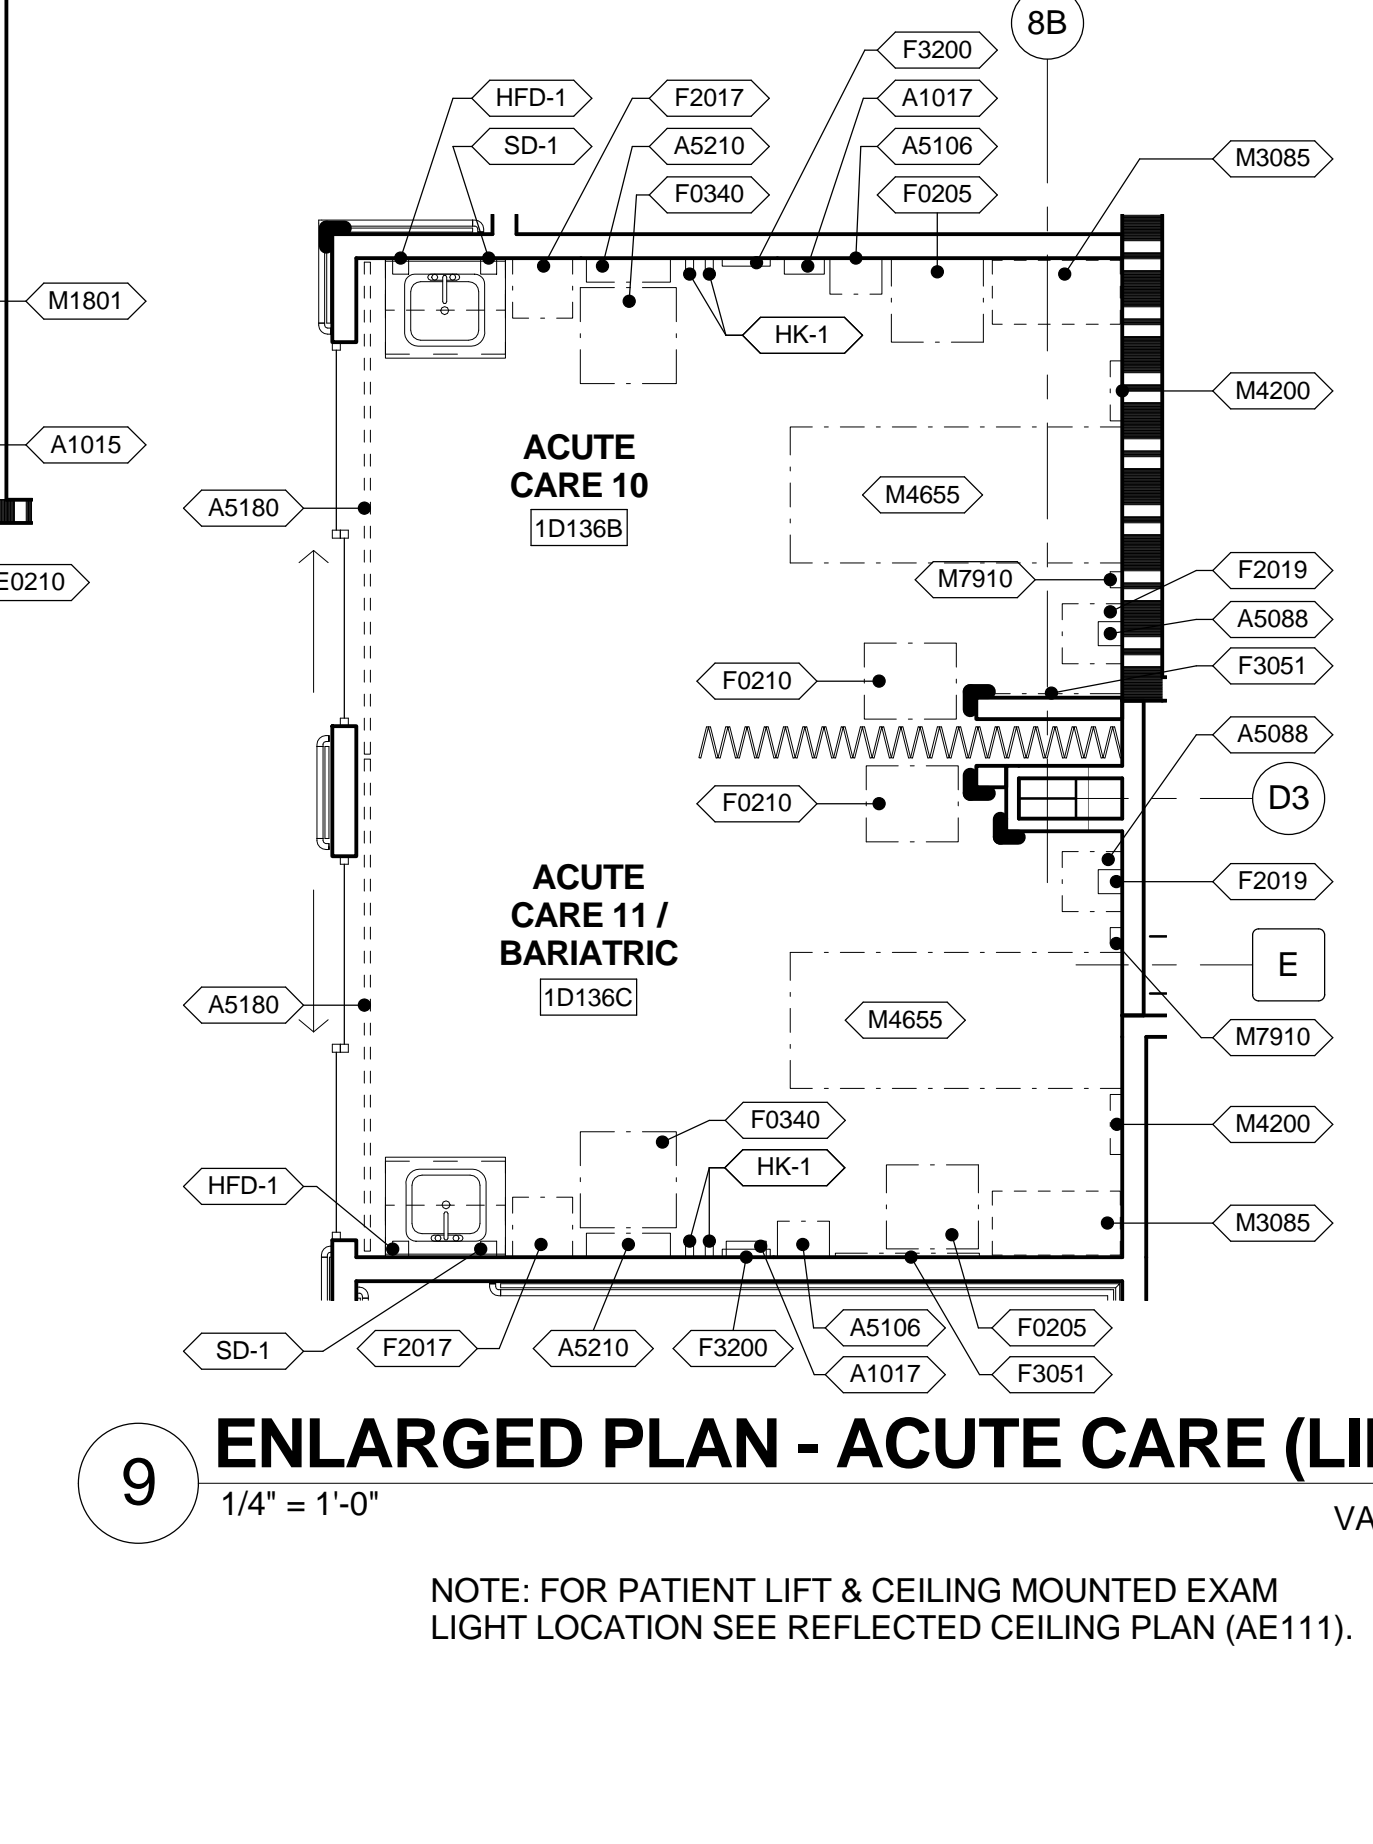 8B
F3200
HFD-1
F2017
A1017
SD-1
A5210
A5106
M3085
F0340
F0205
M1801
HK-1
M4200
A1015
ACUTE
CARE 10
1D136B
M4655
A5180
E0210
M7910
F2019
A5088
F3051
F0210
A5088
F0210
D3
ACUTE
CARE 11 /
BARIATRIC
1D136C
F2019
E
A5180
M4655
M7910
F0340
M4200
HK-1
HFD-1
M3085
SD-1
F2017
A5210
F3200
A5106
F0205
A1017
F3051
9
ENLARGED PLAN - ACUTE CARE (LI
1/4" = 1'-0"
VA
NOTE: FOR PATIENT LIFT & CEILING MOUNTED EXAM
LIGHT LOCATION SEE REFLECTED CEILING PLAN (AE111).